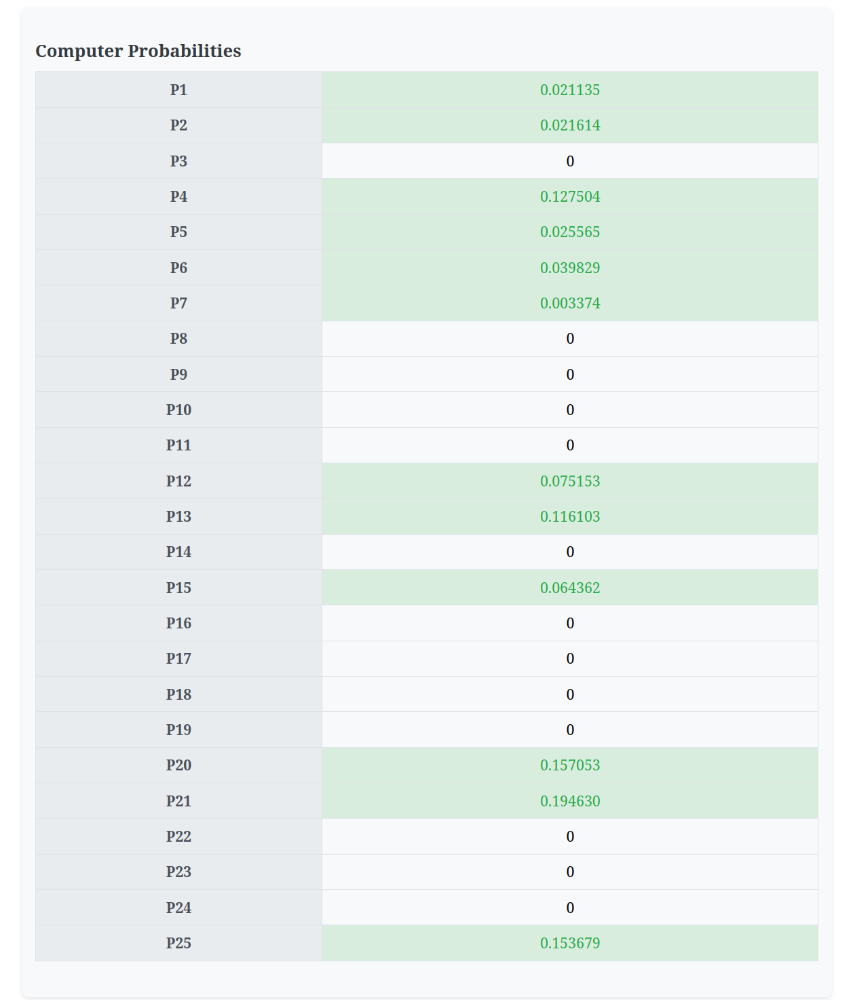 Computer Probabilities
P1 0.021135
P2 0.021614
P3 0
P4 0.127504
P5 0.025565
P6 0.039829
P7 0.003374
P8 0
P9 0
P10 0
P11 0
P12 0.075153
P13 0.116103
P14 0
P15 0.064362
P16 0
P17 0
P18 0
P19 0
P20 0.157053
P21 0.194630
P22 0
P23 0
P24 0
P25 0.153679